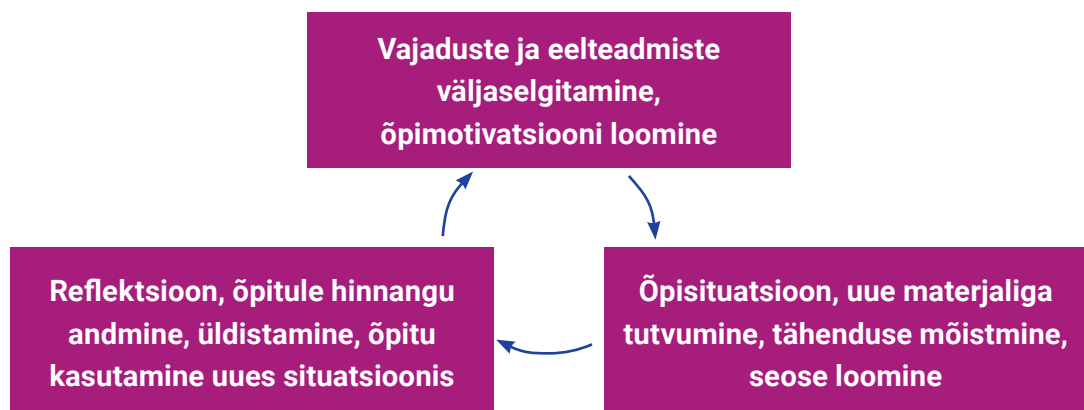 Vajaduste ja eelteadmiste
väljaselgitamine,
õpimotivatsiooni loomine
Reflektsioon, õpitule hinnangu
andmine, üldistamine, õpitu
kasutamine uues situatsioonis
Õpisituatsioon, uue materjaliga
tutvumine, tähenduse mõistmine,
seose loomine